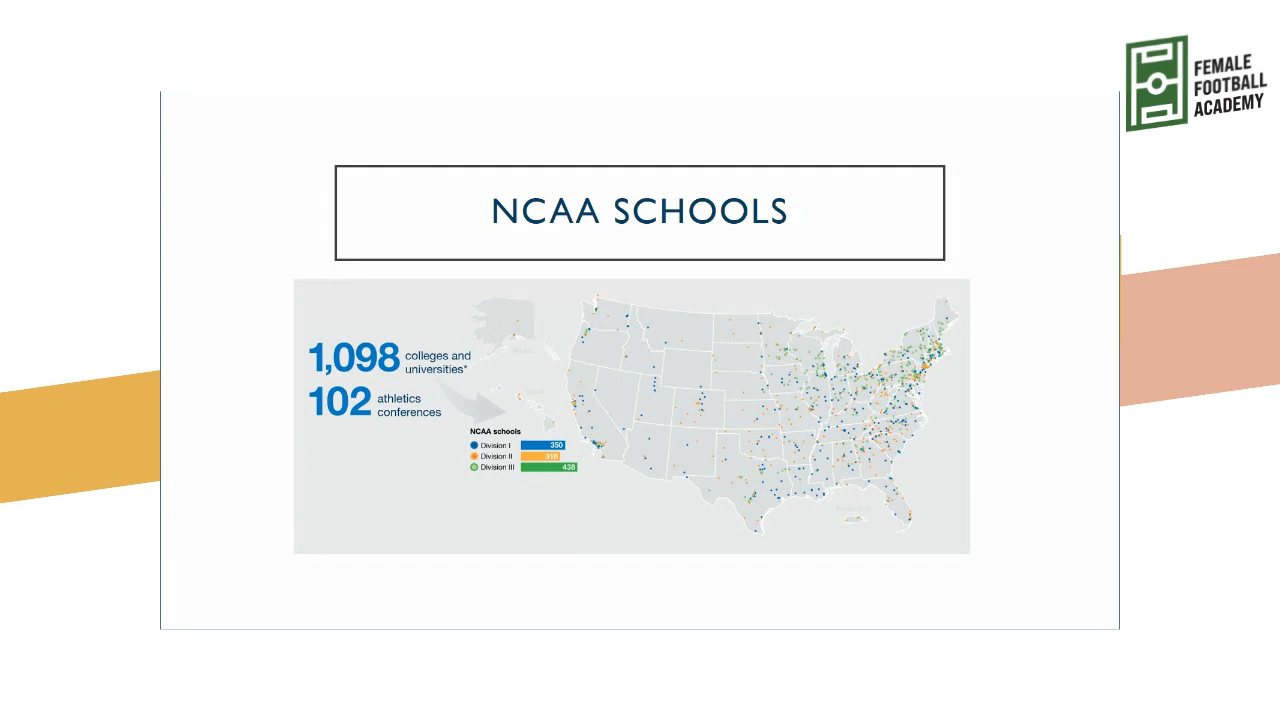 FEMALE
FOOTBALL
ACADEMY
NCAA SCHOOLS
1,098 colleges and
universities*
102 athletics
conferences
NCAA schools
Division I 350
Division II 310
Division III 438